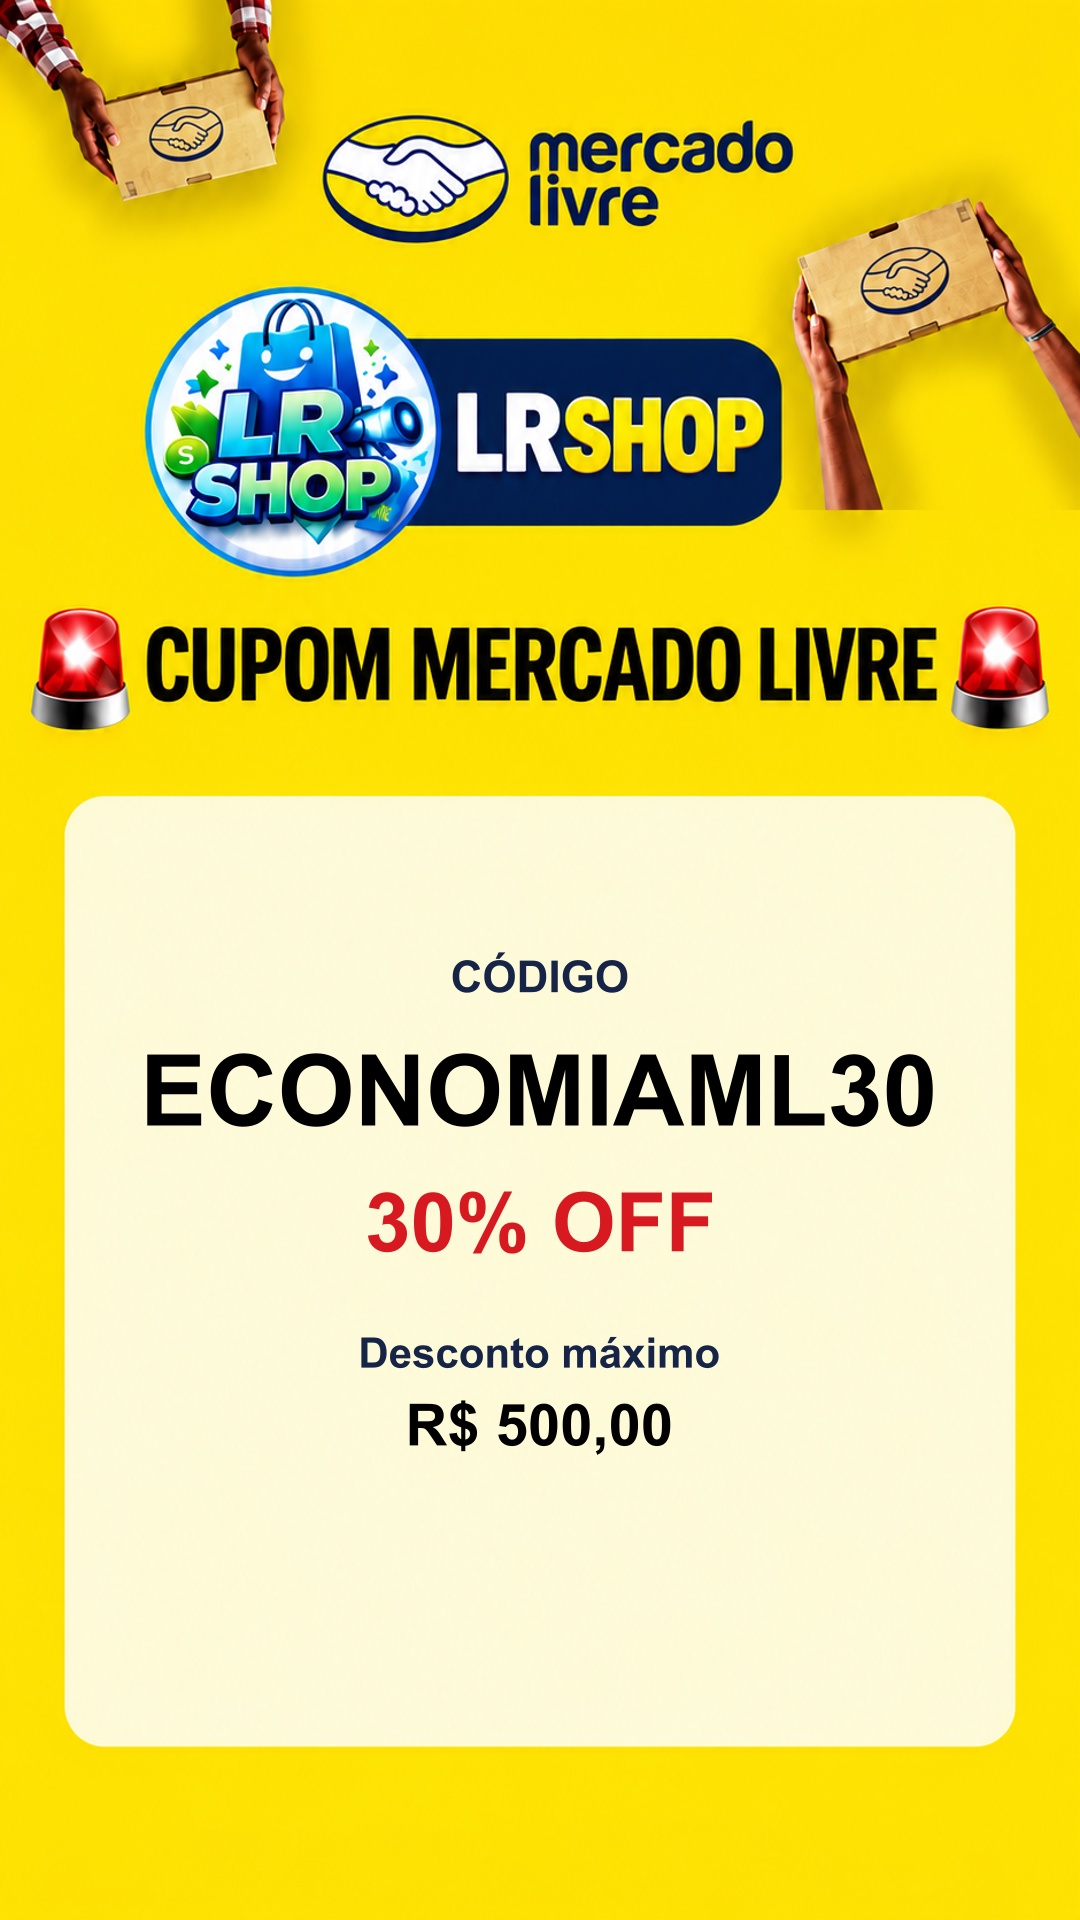 mercado
livre
LR
SHOP
S
LRSHOP
CUPOM MERCADO LIVRE
CÓDIGO
ECONOMIAML30
30% OFF
Desconto máximo
R$ 500,00